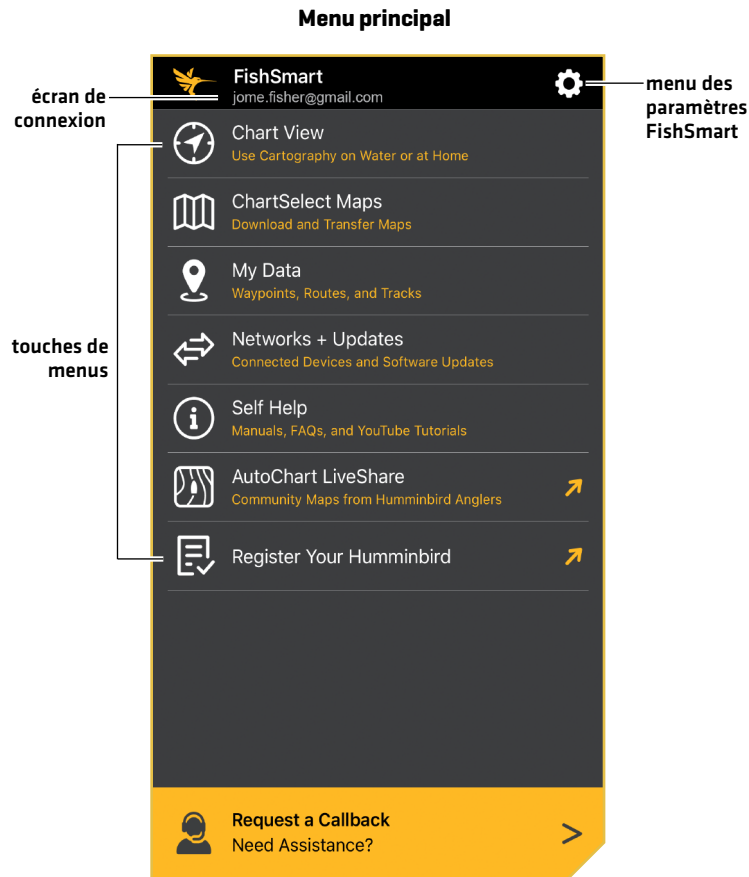 Menu principal
FishSmart
jome.fisher@gmail.com
écran de
connexion
menu des
paramètres
FishSmart
Chart View
Use Cartography on Water or at Home
ChartSelect Maps
Download and Transfer Maps
My Data
Waypoints, Routes, and Tracks
touches de
menus
Networks + Updates
Connected Devices and Software Updates
Self Help
Manuals, FAQs, and YouTube Tutorials
AutoChart LiveShare
Community Maps from Humminbird Anglers
Register Your Humminbird
Request a Callback
Need Assistance?